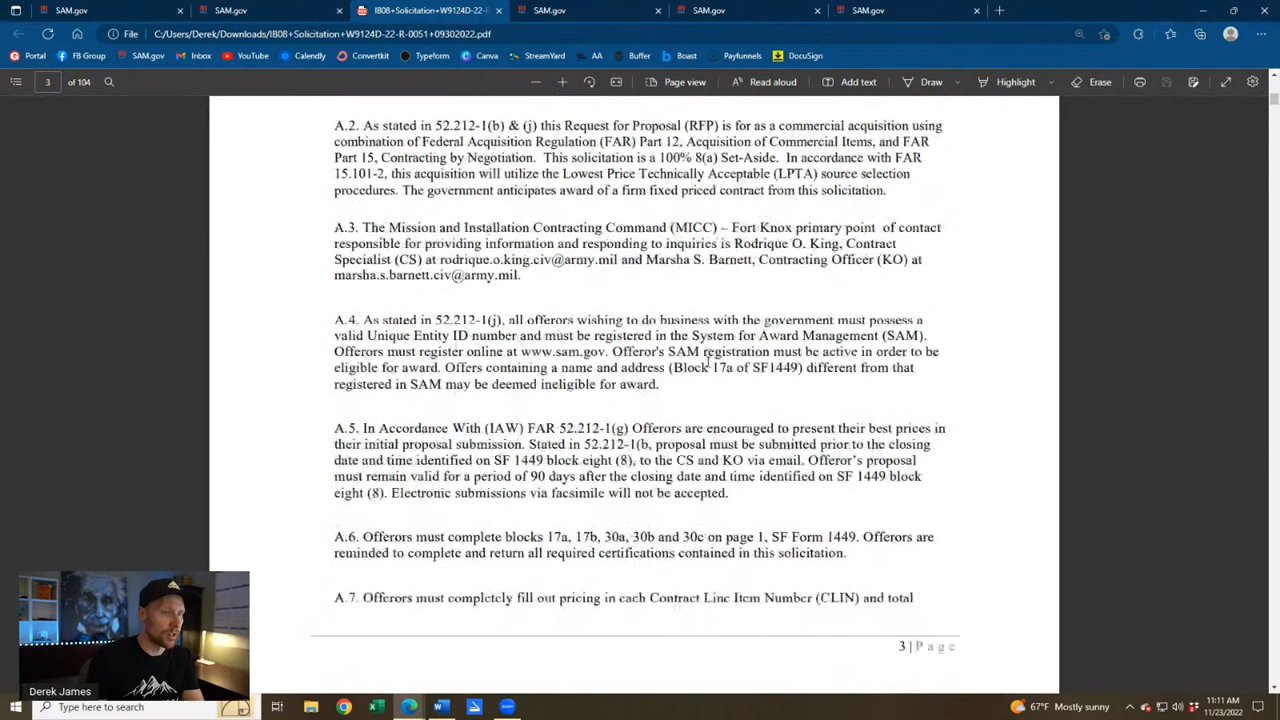 SAM.gov
SAM.gov
IB08+Solicitation+W9124D-22-R-
SAM.gov
SAM.gov
SAM.gov
File
C:/Users/Derek/Downloads/IB08+Solicitation+W9124D-22-R-0051+09302022.pdf
Portal
FB Group
SAM.gov
Inbox
YouTube
Calendly
Convertkit
Typeform
Canva
StreamYard
AA
Buffer
Boast
Payfunnels
DocuSign
3 of 104
Page view
Read aloud
Add text
Draw
Highlight
Erase
A.2. As stated in 52.212-1(b) & (j) this Request for Proposal (RFP) is for as a commercial acquisition using
combination of Federal Acquisition Regulation (FAR) Part 12, Acquisition of Commercial Items, and FAR
Part 15, Contracting by Negotiation. This solicitation is a 100% 8(a) Set-Aside. In accordance with FAR
15.101-2, this acquisition will utilize the Lowest Price Technically Acceptable (LPTA) source selection
procedures. The government anticipates award of a firm fixed priced contract from this solicitation.
A.3. The Mission and Installation Contracting Command (MICC) – Fort Knox primary point of contact
responsible for providing information and responding to inquiries is Rodrique O. King, Contract
Specialist (CS) at rodrique.o.king.civ@army.mil and Marsha S. Barnett, Contracting Officer (KO) at
marsha.s.barnett.civ@army.mil.
A.4. As stated in 52.212-1(j), all offerors wishing to do business with the government must possess a
valid Unique Entity ID number and must be registered in the System for Award Management (SAM).
Offerors must register online at www.sam.gov. Offeror's SAM registration must be active in order to be
eligible for award. Offers containing a name and address (Block 17a of SF1449) different from that
registered in SAM may be deemed ineligible for award.
A.5. In Accordance With (IAW) FAR 52.212-1(g) Offerors are encouraged to present their best prices in
their initial proposal submission. Stated in 52.212-1(b, proposal must be submitted prior to the closing
date and time identified on SF 1449 block eight (8), to the CS and KO via email. Offeror's proposal
must remain valid for a period of 90 days after the closing date and time identified on SF 1449 block
eight (8). Electronic submissions via facsimile will not be accepted.
A.6. Offerors must complete blocks 17a, 17b, 30a, 30b and 30c on page 1, SF Form 1449. Offerors are
reminded to complete and return all required certifications contained in this solicitation.
A.7. Offerors must completely fill out pricing in each Contract Line Item Number (CLIN) and total
3 | P a g e
Derek James
Type here to search
67°F Mostly sunny
11:11 AM
11/23/2022